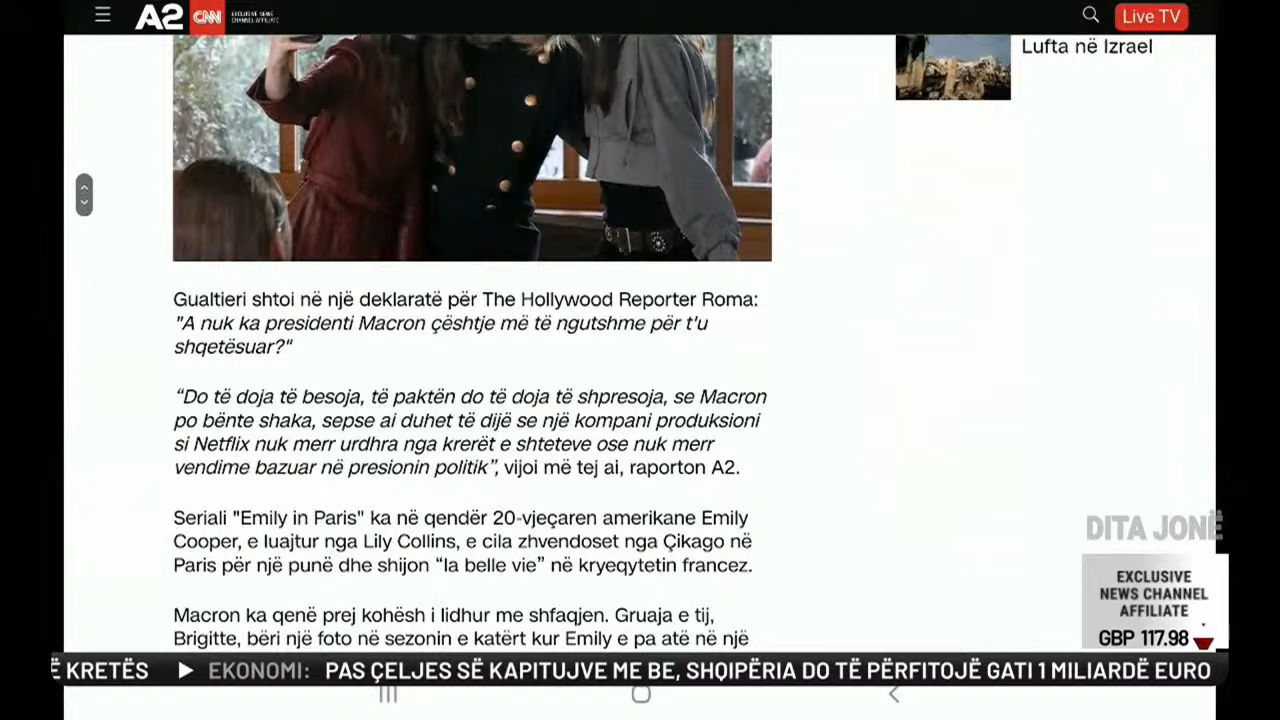 A2 CNN EXCLUSIVE NEWS
CHANNEL AFFILIATE
Live TV
Lufta në Izrael
Gualtieri shtoi në një deklaratë për The Hollywood Reporter Roma:
"A nuk ka presidenti Macron çështje më të ngutshme për t'u
shqetësuar?"
“Do të doja të besoja, të paktën do të doja të shpresoja, se Macron
po bënte shaka, sepse ai duhet të dijë se një kompani produksioni
si Netflix nuk merr urdhra nga krerët e shteteve ose nuk merr
vendime bazuar në presionin politik”, vijoi më tej ai, raporton A2.
Seriali "Emily in Paris" ka në qendër 20-vjeçaren amerikane Emily
Cooper, e luajtur nga Lily Collins, e cila zhvendoset nga Çikago në
Paris për një punë dhe shijon “la belle vie” në kryeqytetin francez.
Macron ka qenë prej kohësh i lidhur me shfaqjen. Gruaja e tij,
Brigitte, bëri një foto në sezonin e katërt kur Emily e pa atë në një
DITA JONË
EXCLUSIVE
NEWS CHANNEL
AFFILIATE
GBP 117.98
Ë KRETËS ▶ EKONOMI: PAS ÇELJES SË KAPITUJVE ME BE, SHQIPËRIA DO TË PËRFITOJË GATI 1 MILIARDË EURO